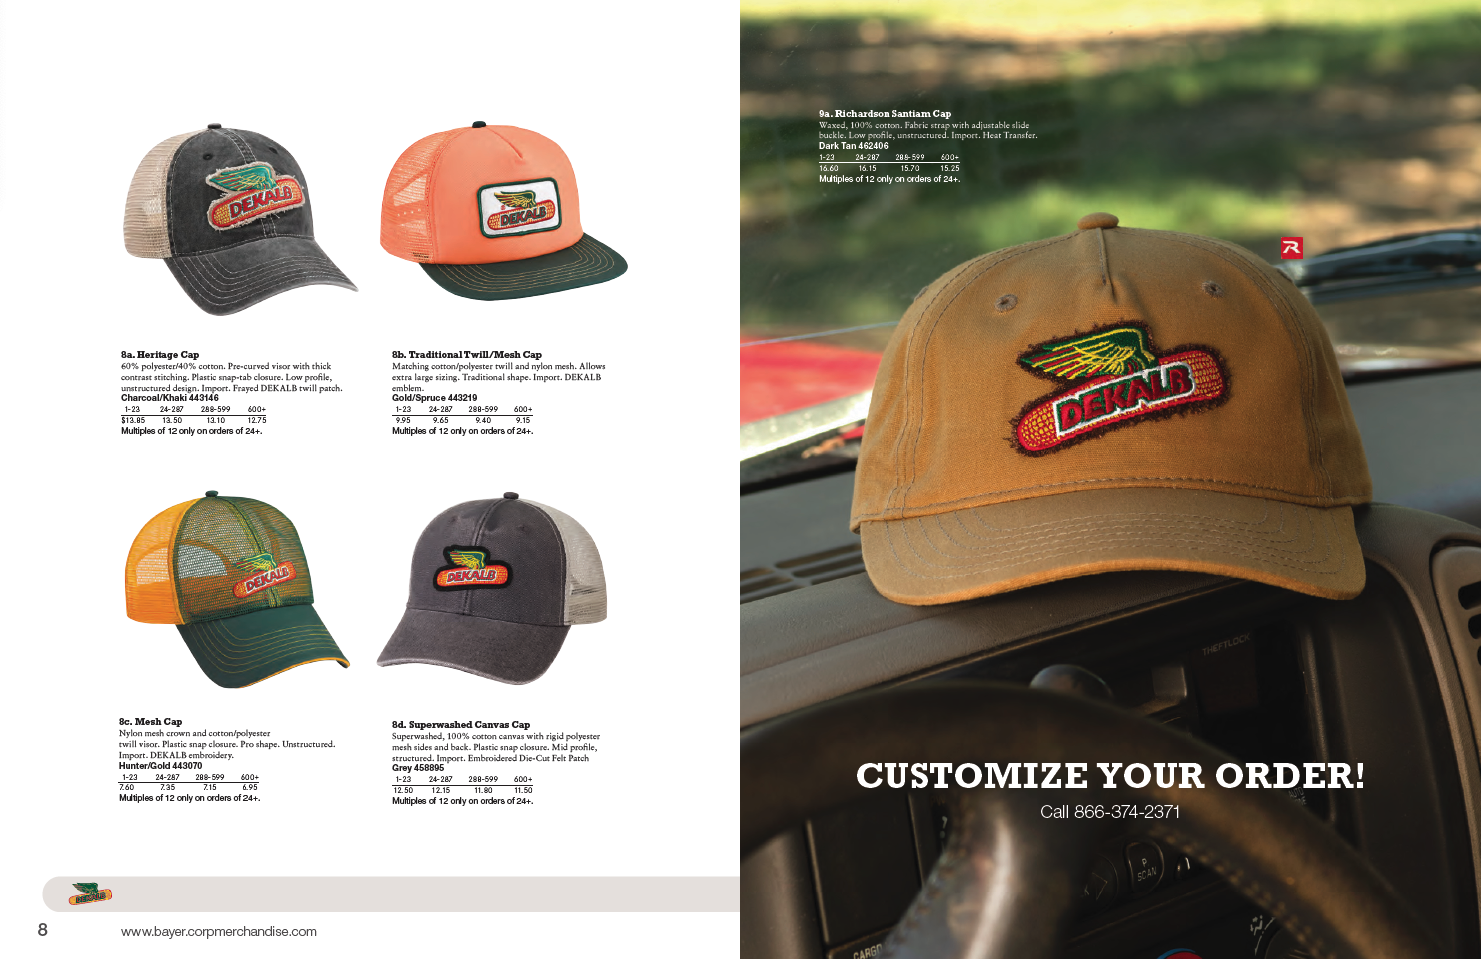 DEKALB
DEKALB
8a. Heritage Cap
60% polyester/40% cotton. Pre-curved visor with thick
contrast stitching. Plastic snap-tab closure. Low profile,
unstructured design. Import. Frayed DEKALB twill patch.
Charcoal/Khaki 443146
1-23 24-287 288-599 600+
$13.85 13.50 13.10 12.75
Multiples of 12 only on orders of 24+.
8b. Traditional Twill/Mesh Cap
Matching cotton/polyester twill and nylon mesh. Allows
extra large sizing. Traditional shape. Import. DEKALB
emblem.
Gold/Spruce 443219
1-23 24-287 288-599 600+
9.95 9.65 9.40 9.15
Multiples of 12 only on orders of 24+.
DEKALB
DEKALB
8c. Mesh Cap
Nylon mesh crown and cotton/polyester
twill visor. Plastic snap closure. Pro shape. Unstructured.
Import. DEKALB embroidery.
Hunter/Gold 443070
1-23 24-287 288-599 600+
7.60 7.35 7.15 6.95
Multiples of 12 only on orders of 24+.
8d. Superwashed Canvas Cap
Superwashed, 100% cotton canvas with rigid polyester
mesh sides and back. Plastic snap closure. Mid profile,
structured. Import. Embroidered Die-Cut Felt Patch
Grey 458895
1-23 24-287 288-599 600+
12.50 12.15 11.80 11.50
Multiples of 12 only on orders of 24+.
DEKALB
8 www.bayer.corpmerchandise.com
9a. Richardson Santiam Cap
Waxed, 100% cotton. Fabric strap with adjustable slide
buckle. Low profile, unstructured. Import. Heat Transfer.
Dark Tan 462406
1-23 24-287 288-599 600+
16.60 16.15 15.70 15.25
Multiples of 12 only on orders of 24+.
R
DEKALB
THEFTLOCK
CUSTOMIZE YOUR ORDER!
Call 866-374-2371
P
SCAN
CARGO